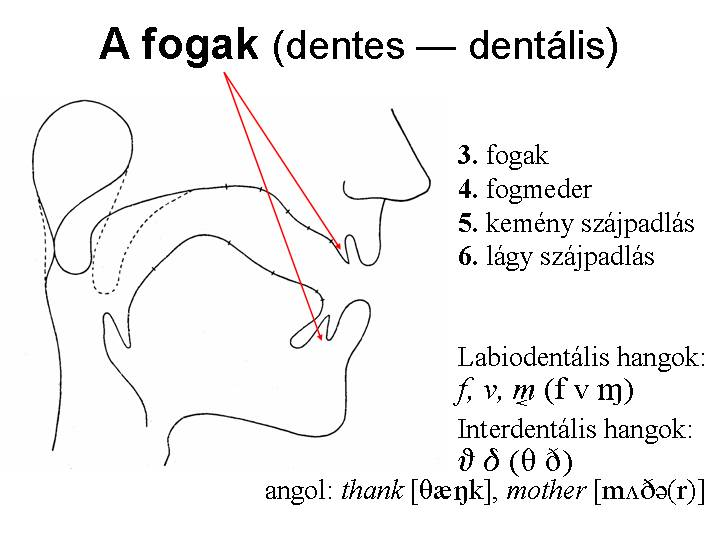 A fogak (dentes — dentális)
3. fogak
4. fogmeder
5. kemény szájpadlás
6. lágy szájpadlás
Labiodentális hangok:
f, v, m̪ (f v ɱ)
Interdentális hangok:
ϑ δ (θ ð)
angol: thank [θæŋk], mother [mʌðə(r)]